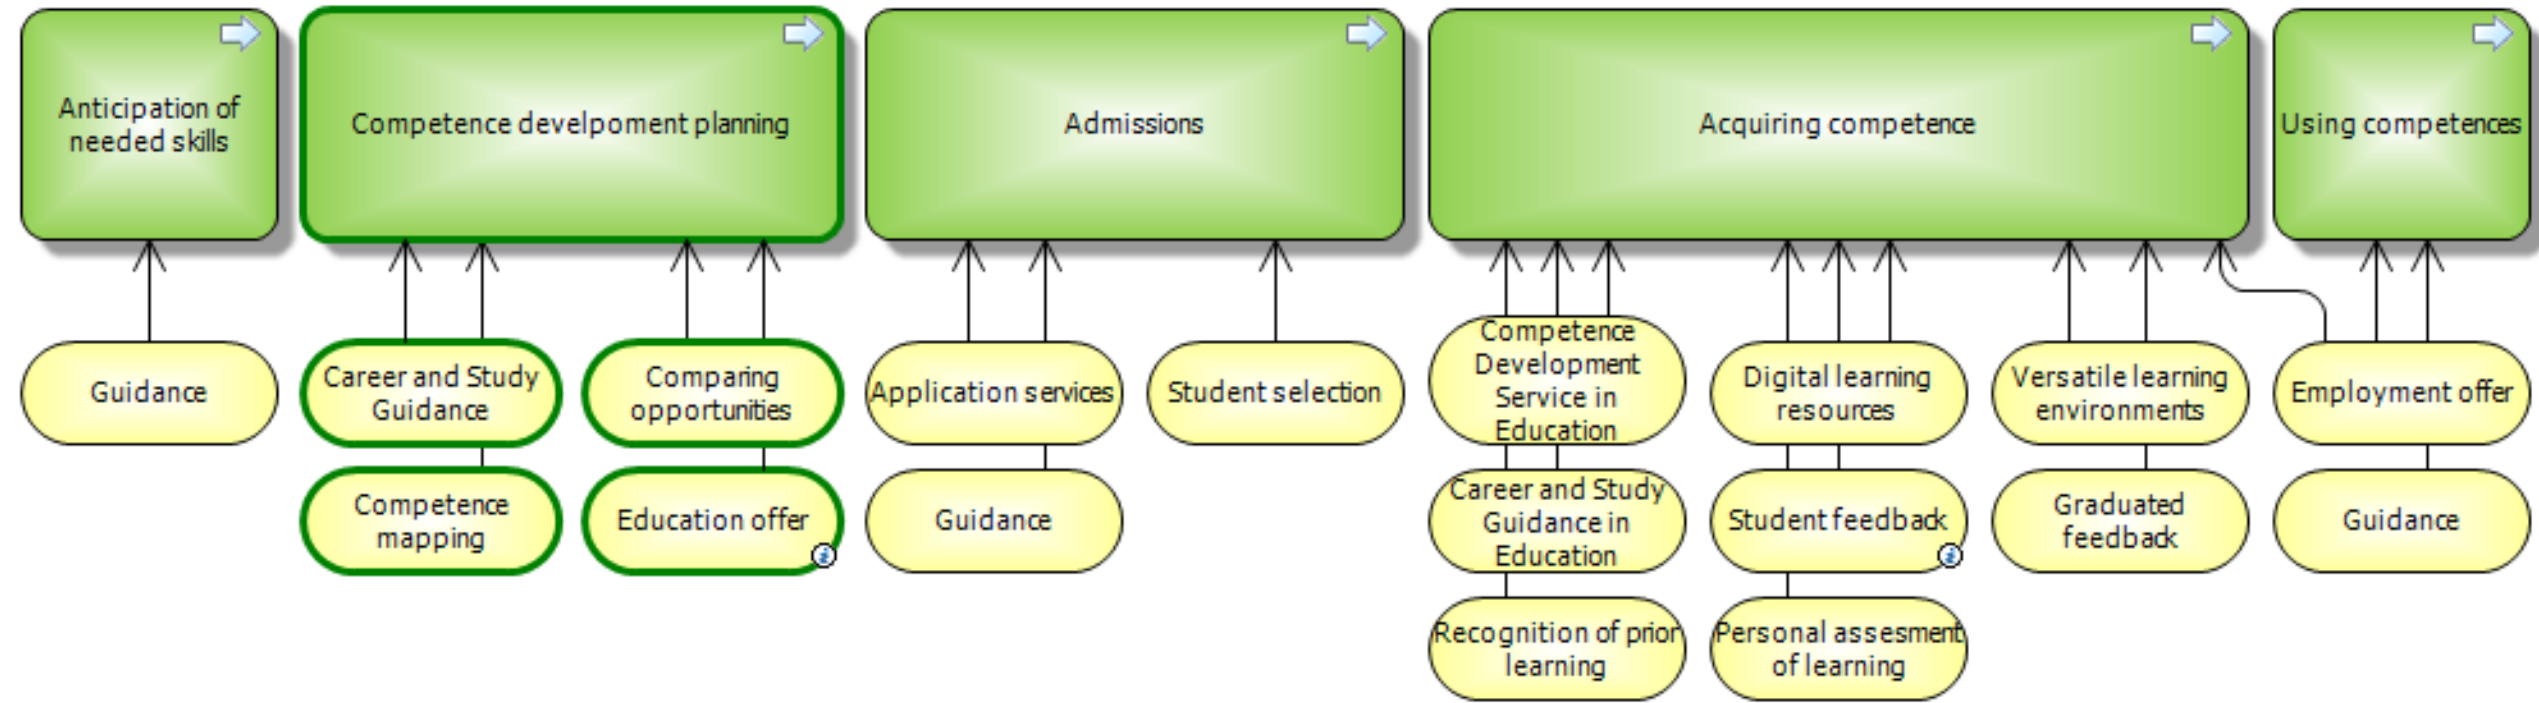 Anticipation of
needed skills
Competence develpoment planning
Admissions
Acquiring competence
Using competences
Guidance
Career and Study
Guidance
Comparing
opportunities
Application services
Student selection
Competence
Development
Service in
Education
Digital learning
resources
Versatile learning
environments
Employment offer
Competence
mapping
Education offer
Guidance
Career and Study
Guidance in
Education
Student feedback
Graduated
feedback
Guidance
Recognition of prior
learning
Personal assesment
of learning